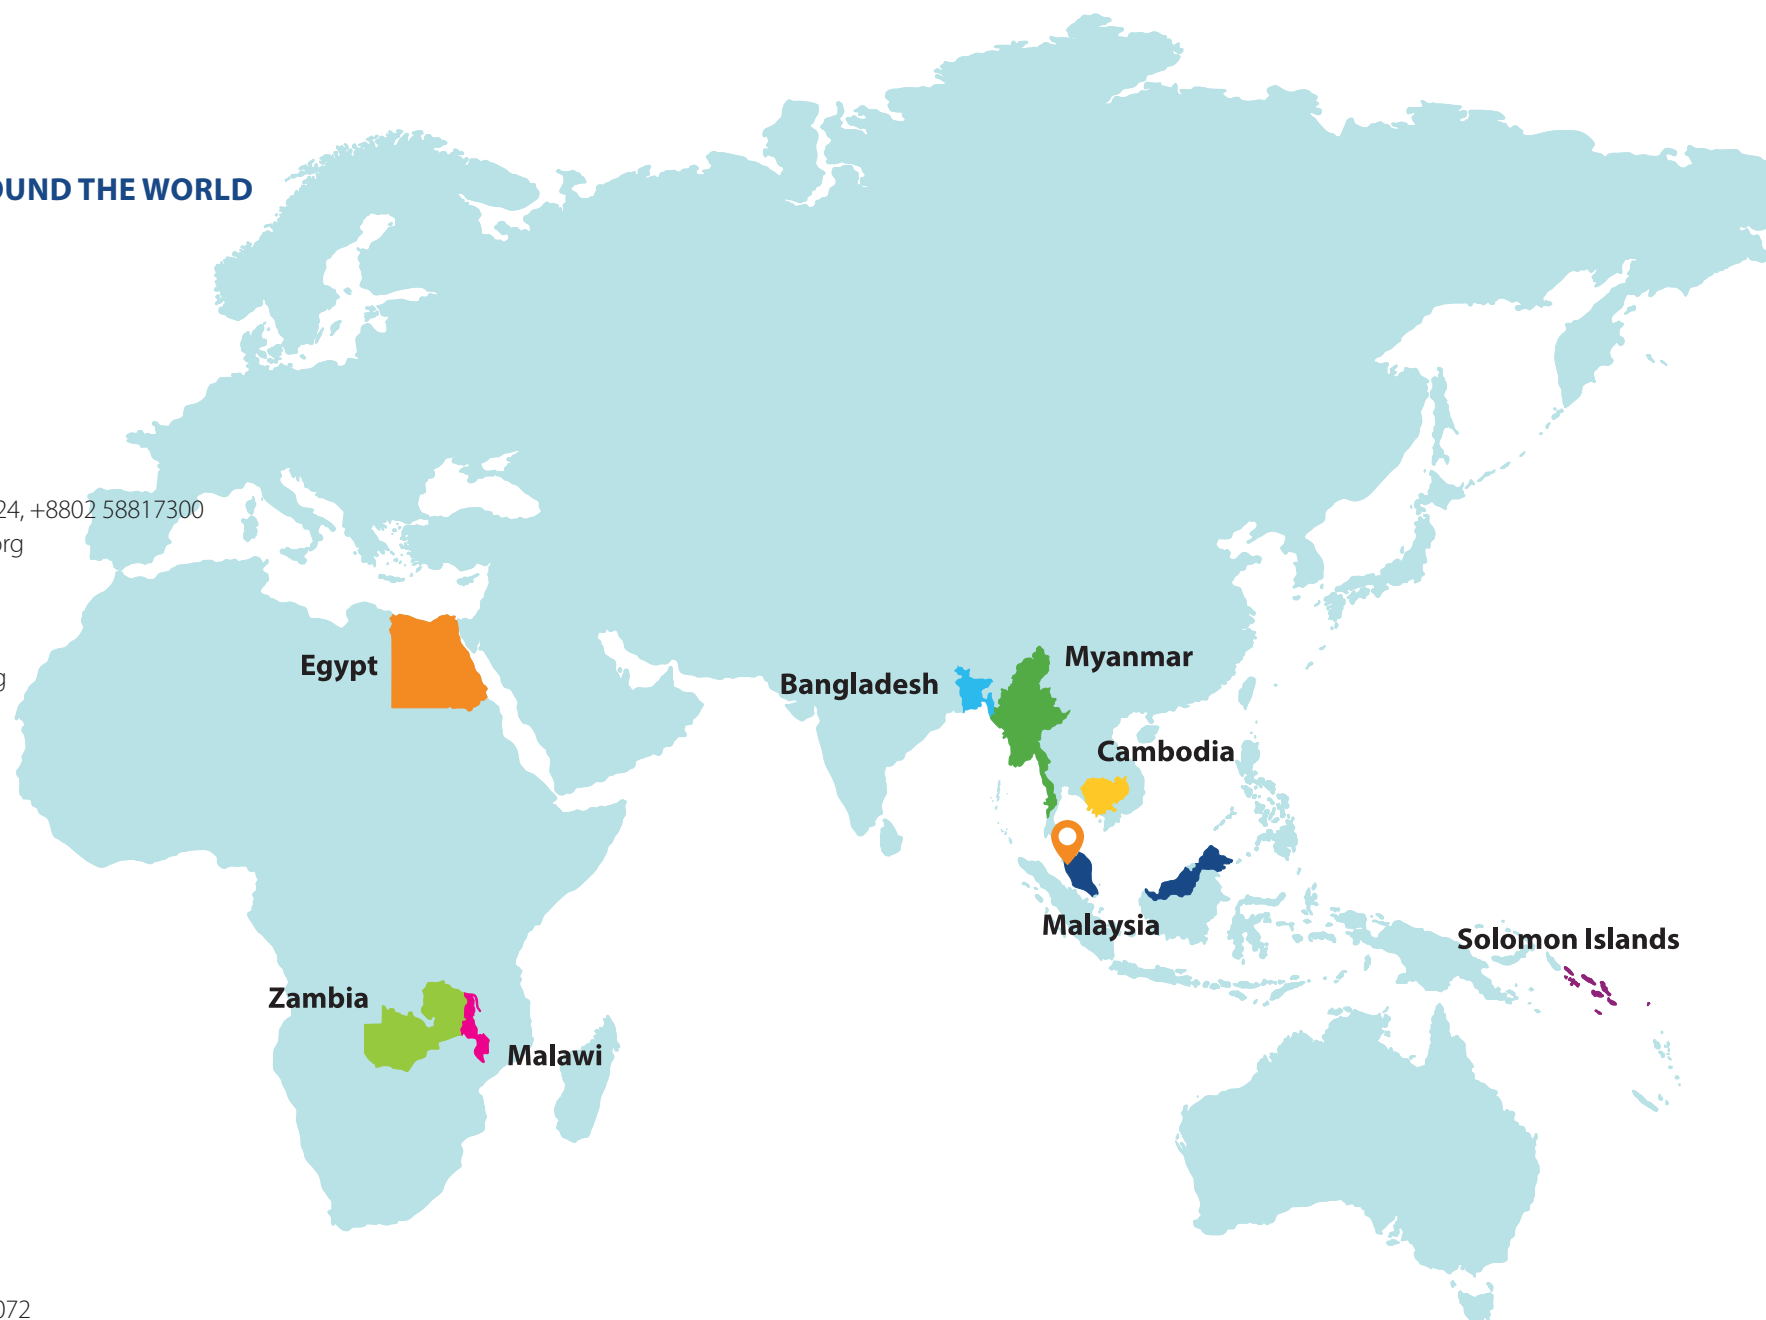 OUND THE WORLD
24, +8802 58817300
org
g
Egypt
Bangladesh
Myanmar
Cambodia
Malaysia
Solomon Islands
Zambia
Malawi
072